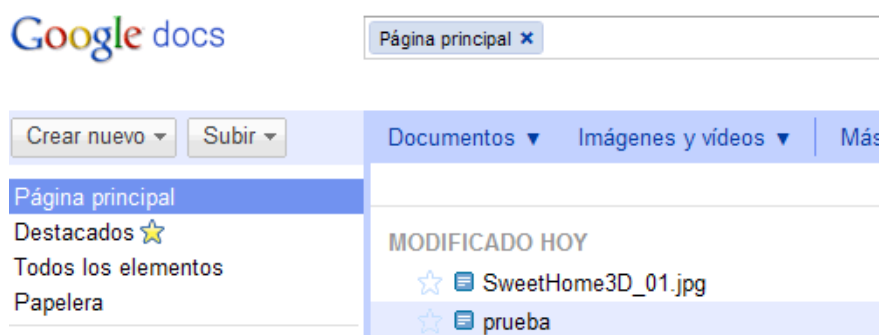 Google docs
Página principal ×
Crear nuevo
Subir
Documentos
Imágenes y vídeos
Más
Página principal
Destacados
Todos los elementos
Papelera
MODIFICADO HOY
SweetHome3D_01.jpg
prueba